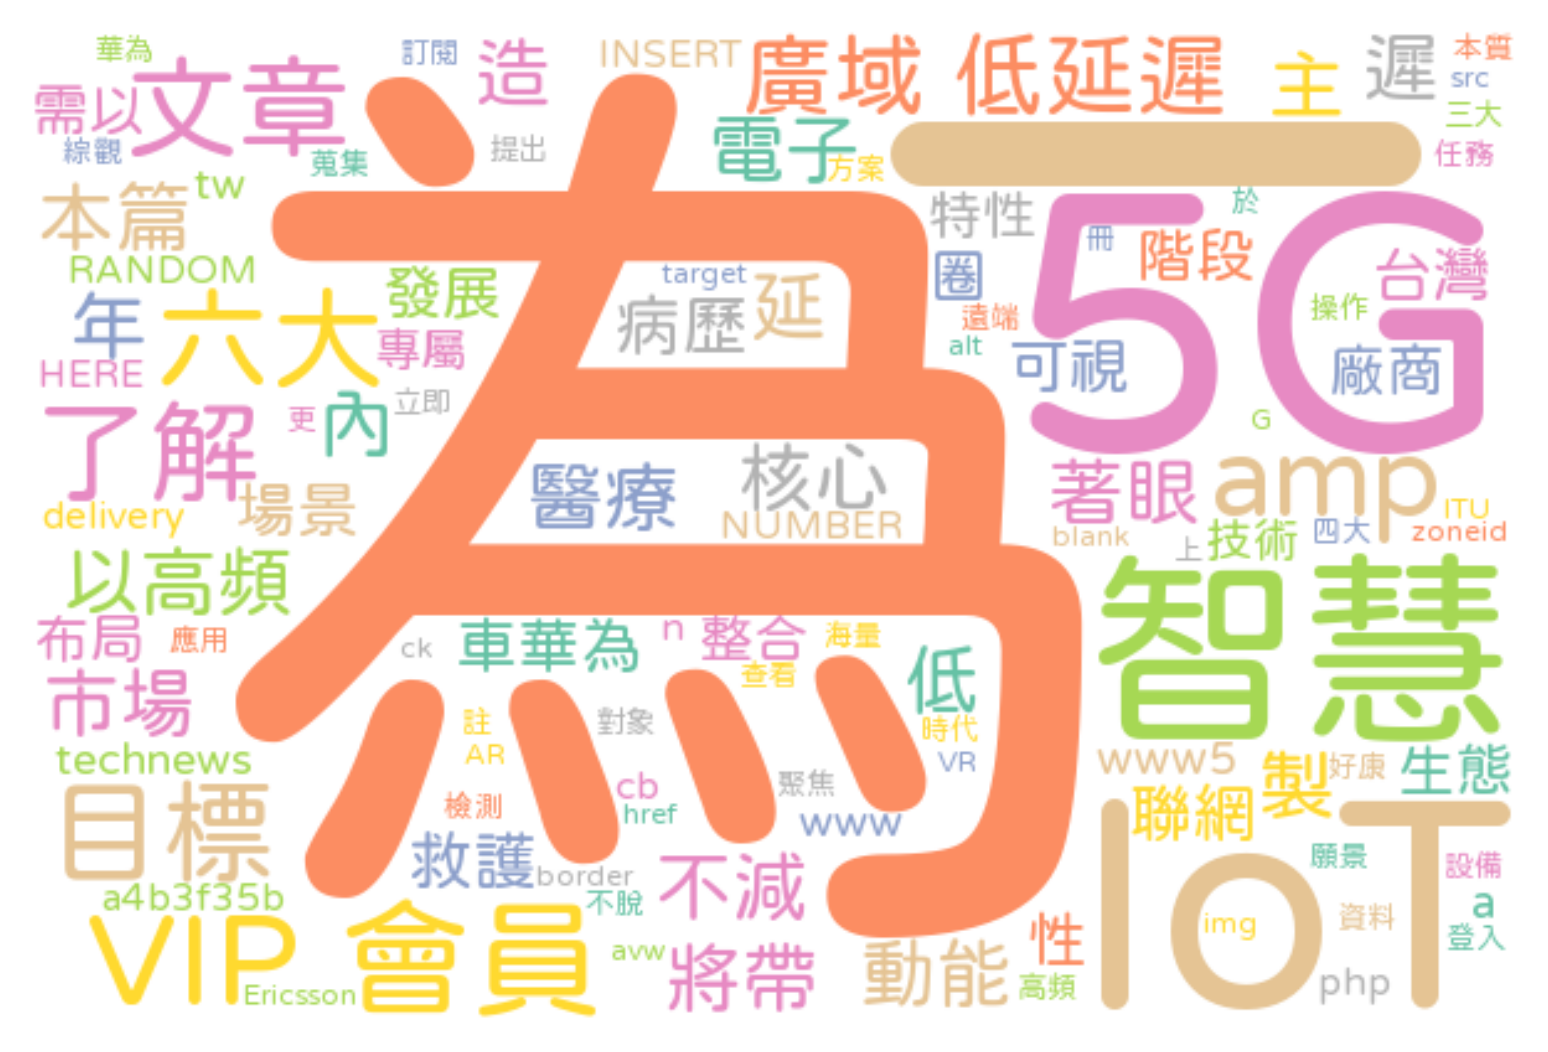 華為
訂閱
造
INSERT
廣域
低延遲
主
遲
本質
src
需以
文章
三大
綜觀
蒐集
提出
電子
方案
一
任務
本篇
tw
為
特性
於
5G
RANDOM
發展
target
延
圈
冊
階段
台灣
年
六大
專屬
病歷
遠端
alt
操作
HERE
可視
廠商
了解
更
內
立即
G
場景
醫療
核心
著眼
amp
delivery
NUMBER
blank
ITU
四大
zoneid
上
技術
以高頻
智慧
布局
應用
ck
車華為
n
整合
海量
查看
低
市場
註
對象
時代
technews
AR
VR
www5
製
好康
生態
目標
cb
聚焦
檢測
href
www
聯網
IoT
救護
border
不減
願景
設備
a4b3f35b
不脫
a
VIP
會員
性
img
資料
登入
avw
將帶
動能
高頻
php
Ericsson